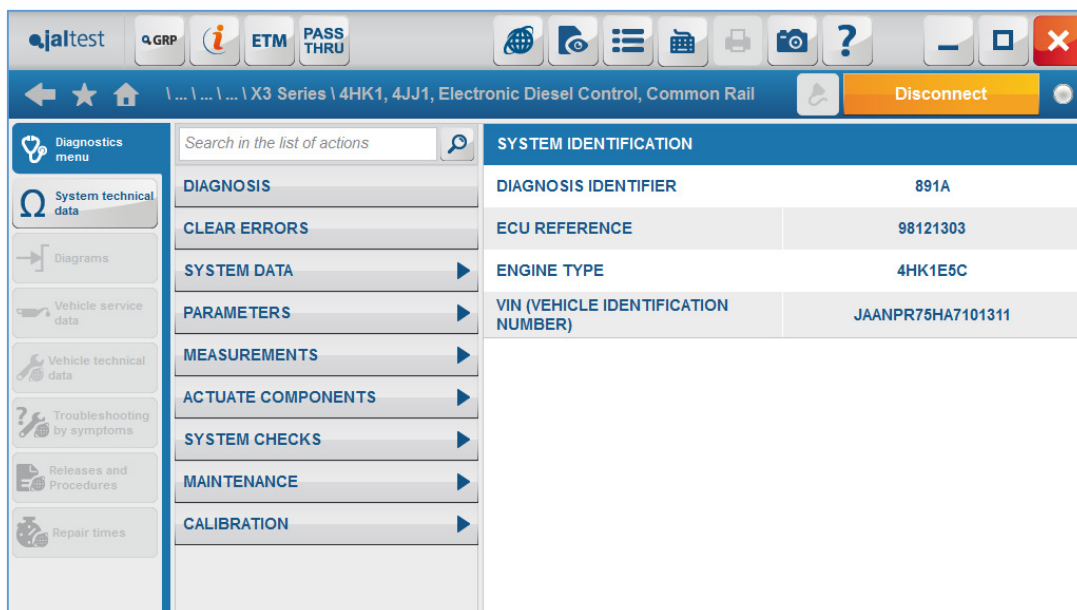 jaltest
GRP
i
ETM
PASS
THRU
?
\ ... \ ... \ ... \ X3 Series \ 4HK1, 4JJ1, Electronic Diesel Control, Common Rail
Disconnect
Diagnostics
menu
System technical
data
Diagrams
Vehicle service
data
Vehicle technical
data
Troubleshooting
by symptoms
Releases and
Procedures
Repair times
Search in the list of actions
DIAGNOSIS
CLEAR ERRORS
SYSTEM DATA
PARAMETERS
MEASUREMENTS
ACTUATE COMPONENTS
SYSTEM CHECKS
MAINTENANCE
CALIBRATION
SYSTEM IDENTIFICATION
DIAGNOSIS IDENTIFIER 891A
ECU REFERENCE 98121303
ENGINE TYPE 4HK1E5C
VIN (VEHICLE IDENTIFICATION
NUMBER) JAANPR75HA7101311